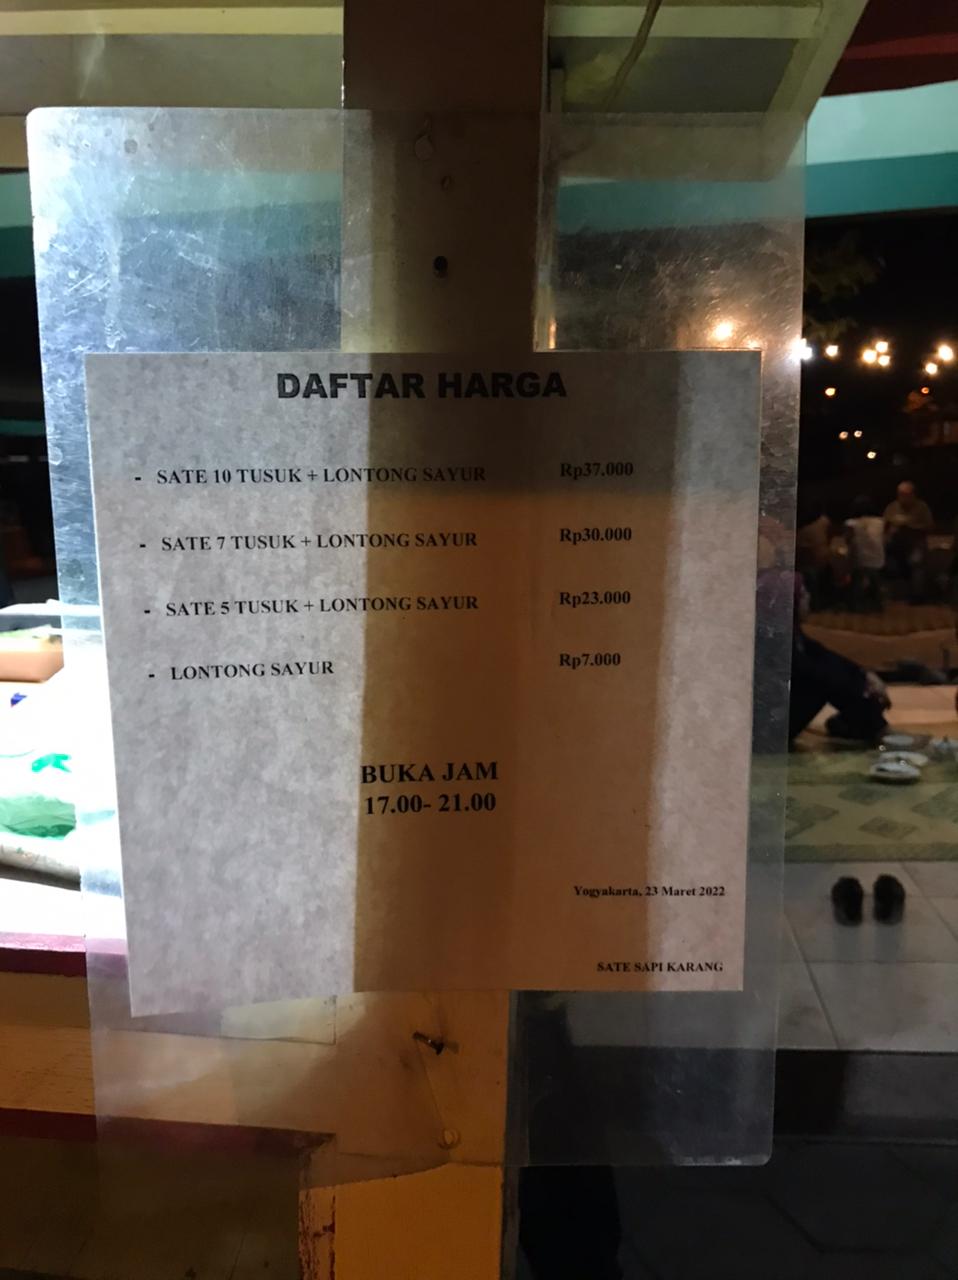 DAFTAR HARGA
- SATE 10 TUSUK + LONTONG SAYUR Rp37.000
- SATE 7 TUSUK + LONTONG SAYUR Rp30.000
- SATE 5 TUSUK + LONTONG SAYUR Rp23.000
- LONTONG SAYUR Rp7.000
BUKA JAM
17.00- 21.00
Yogyakarta, 23 Maret 2022
SATE SAPI KARANG